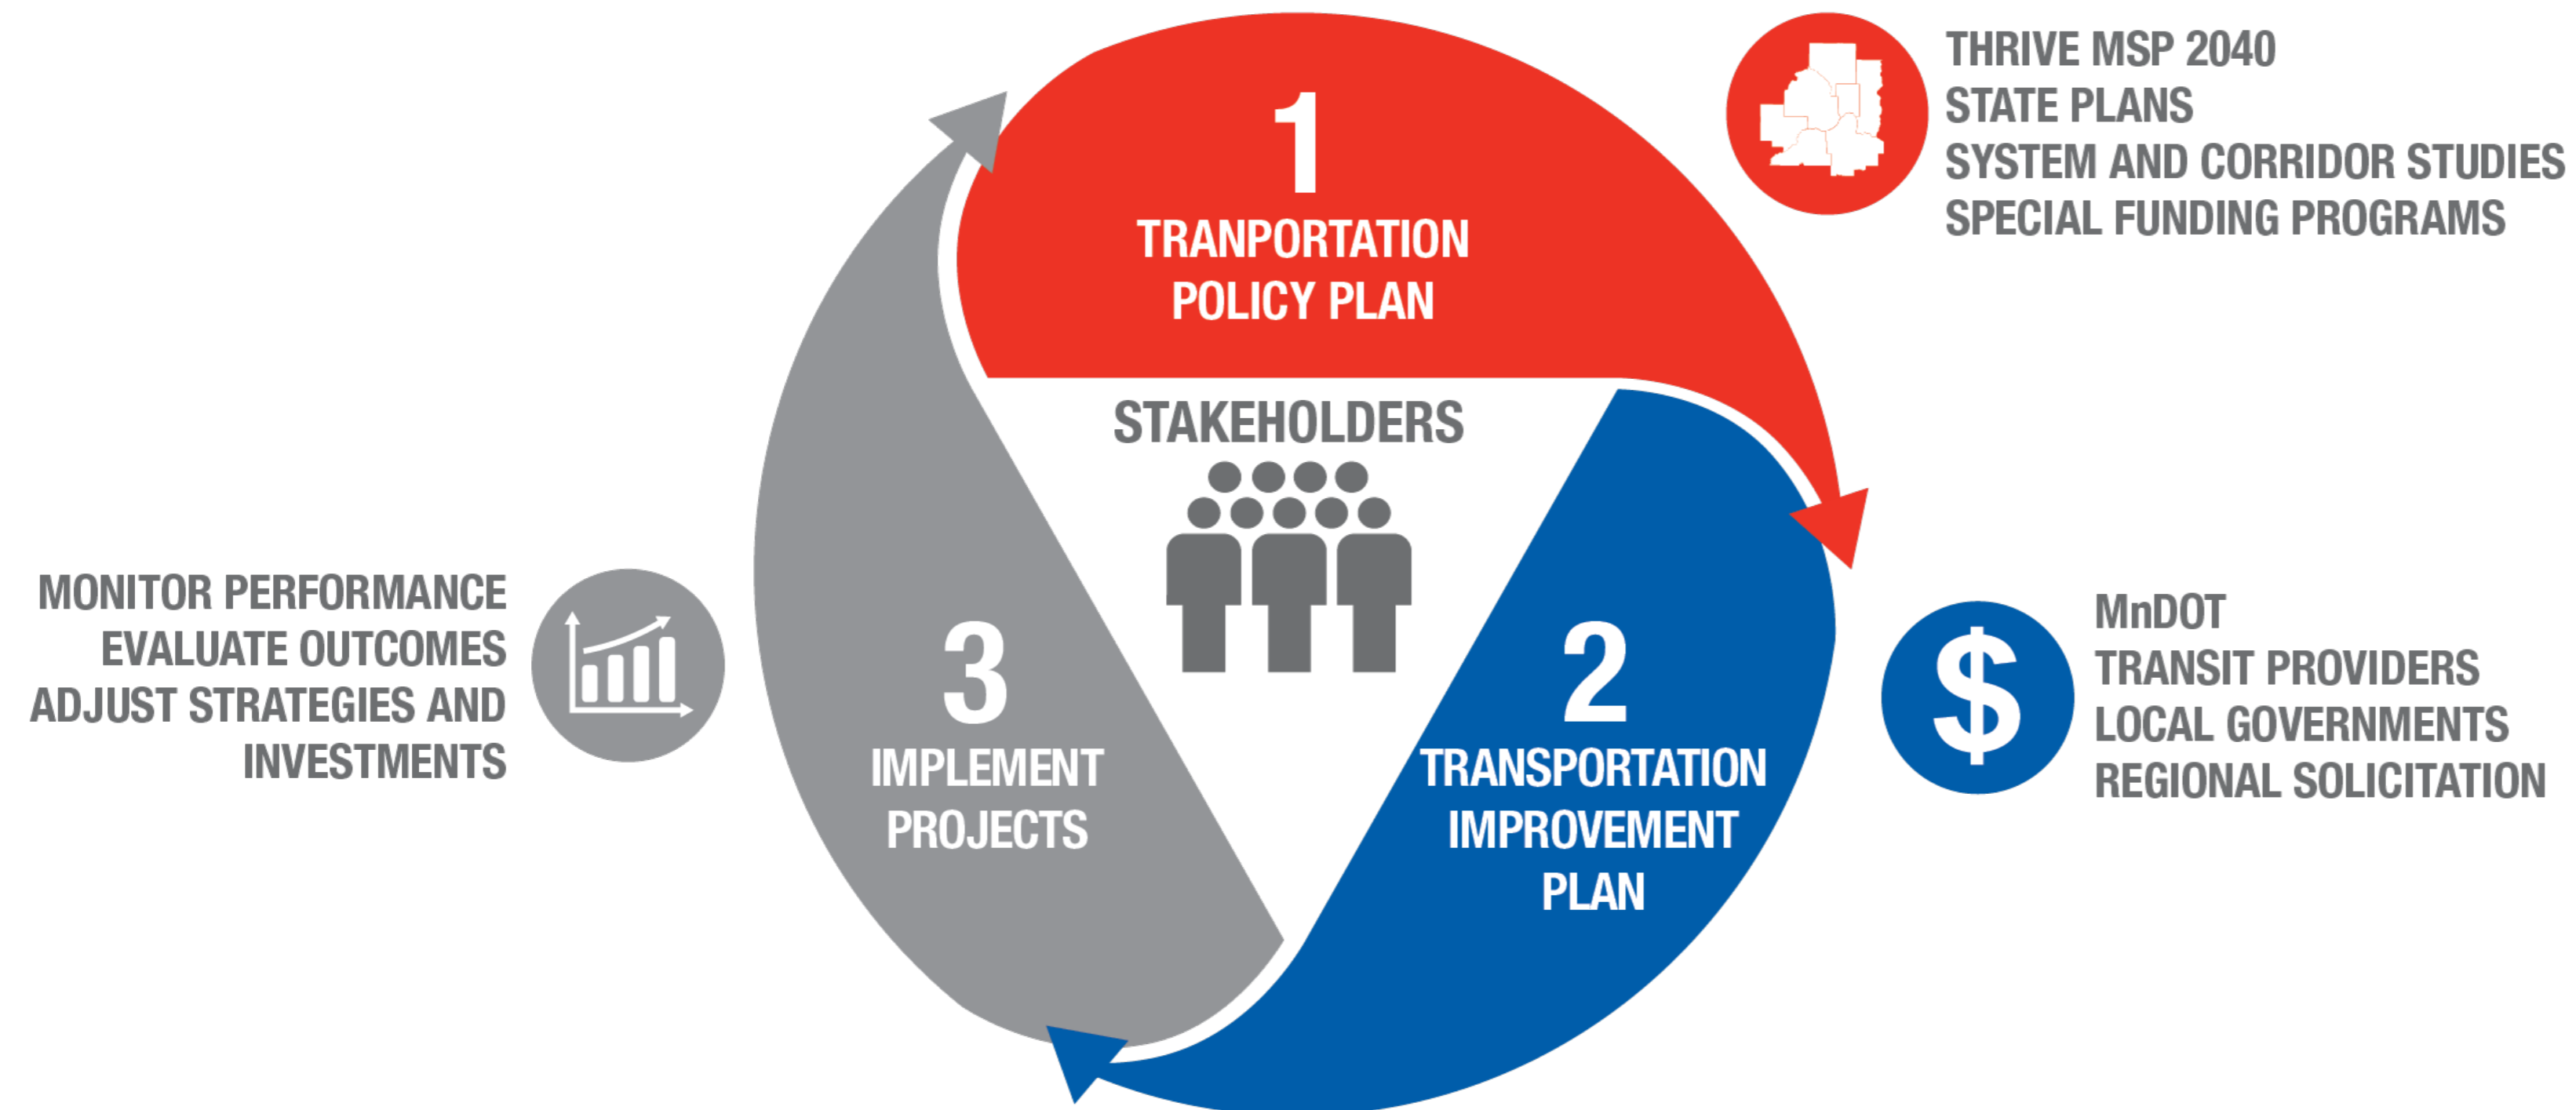 1
TRANPORTATION
POLICY PLAN
THRIVE MSP 2040
STATE PLANS
SYSTEM AND CORRIDOR STUDIES
SPECIAL FUNDING PROGRAMS
STAKEHOLDERS
2
TRANSPORTATION
IMPROVEMENT
PLAN
$
MnDOT
TRANSIT PROVIDERS
LOCAL GOVERNMENTS
REGIONAL SOLICITATION
3
IMPLEMENT
PROJECTS
MONITOR PERFORMANCE
EVALUATE OUTCOMES
ADJUST STRATEGIES AND
INVESTMENTS